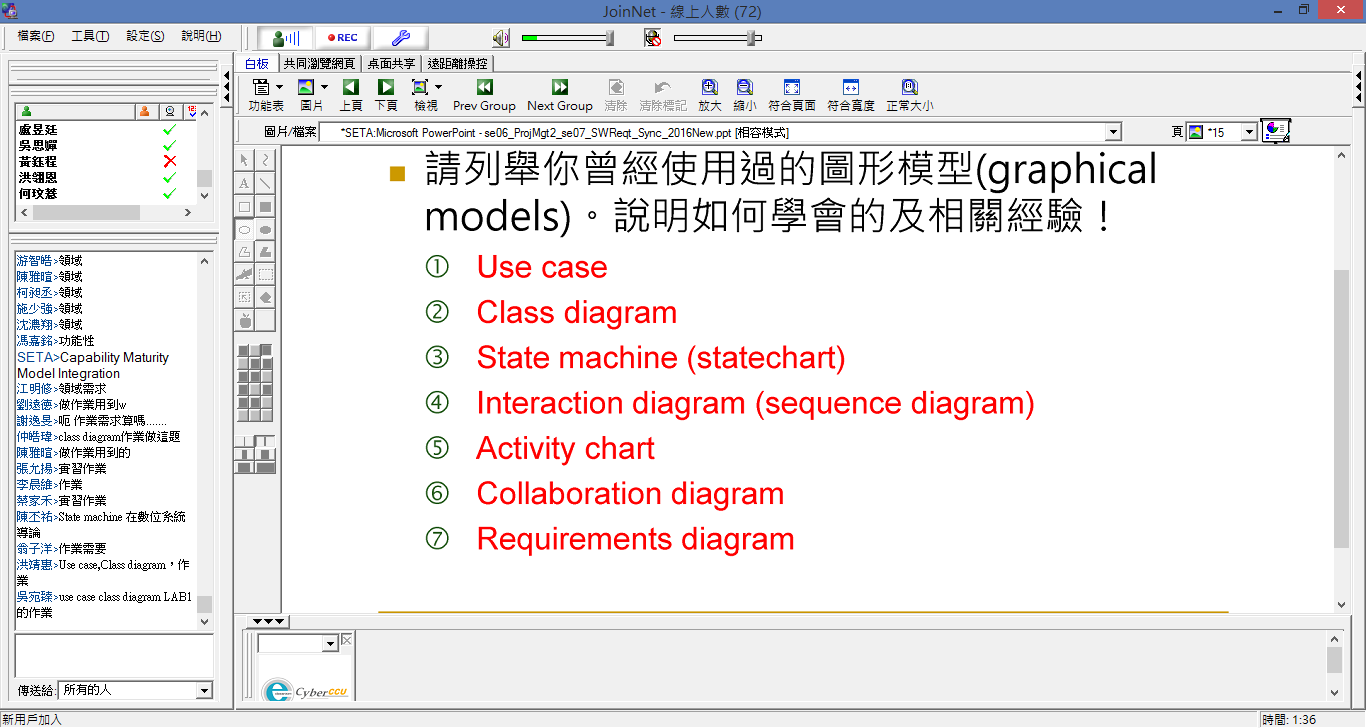 JoinNet - 線上人數 (72)
檔案(F) 工具(T) 設定(S) 說明(H)
REC
白板 共同瀏覽網頁 桌面共享 遠距離操控
功能表 圖片 上頁 下頁 檢視 Prev Group Next Group 清除 清除標記 放大 縮小 符合頁面 符合寬度 正常大小
圖片/檔案 *SETA:Microsoft PowerPoint - se06_ProjMgt2_se07_SWReqt_Sync_2016New.ppt [相容模式] 頁 *15
盧昱廷
吳思嬋
黃鈺程
洪翎恩
何玟慧
游智皓>領域
陳雅暄>領域
柯昶丞>領域
施少強>領域
沈濃翔>領域
馮嘉銘>功能性
SETA>Capability Maturity
Model Integration
江明修>領域需求
劉遠德>做作業用到w
謝逸旻>呃 作業需求算嗎.......
仲皓瑋>class diagram作業做這題
陳雅暄>做作業用到的
張允揚>實習作業
李晨維>作業
蔡家禾>實習作業
陳丕祐>State machine 在數位系統
導論
翁子洋>作業需要
洪靖惠>Use case,Class diagram，作
業
吳宛臻>use case class diagram LAB1
的作業
傳送給: 所有的人
請列舉你曾經使用過的圖形模型(graphical
models)。說明如何學會的及相關經驗！
① Use case
② Class diagram
③ State machine (statechart)
④ Interaction diagram (sequence diagram)
⑤ Activity chart
⑥ Collaboration diagram
⑦ Requirements diagram
CyberCCU
新用戶加入
時間: 1:36